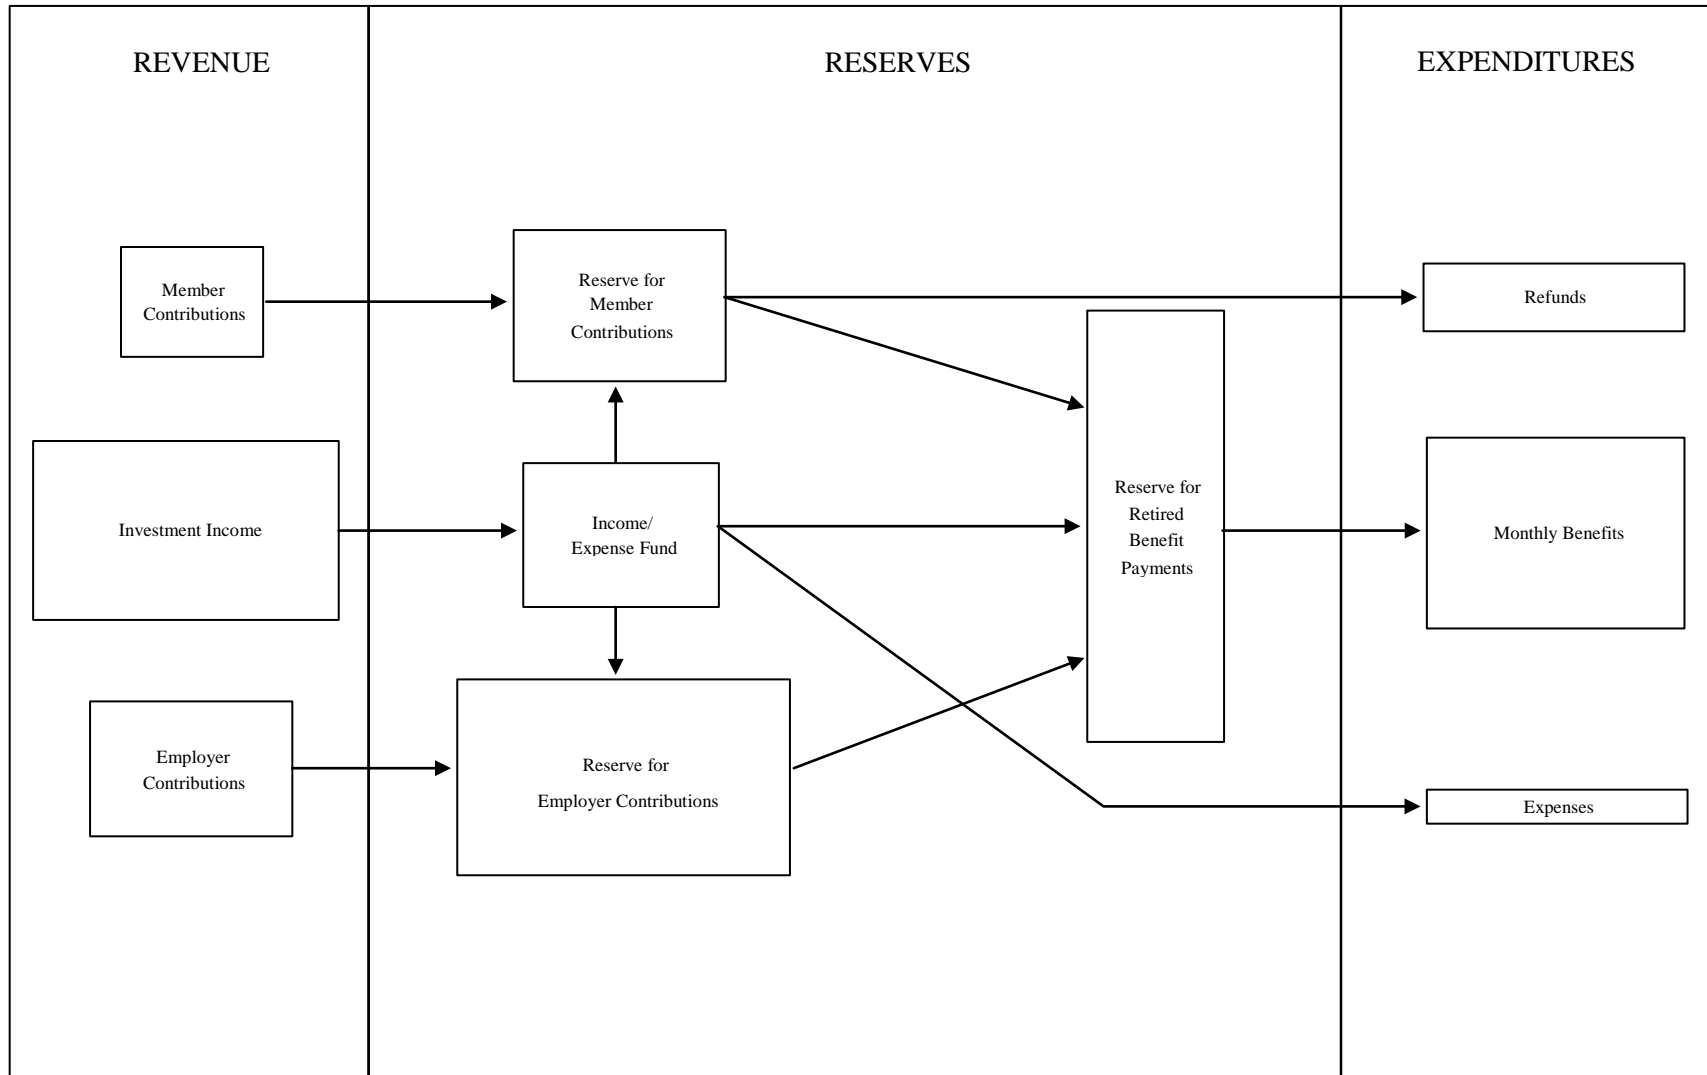 REVENUE
RESERVES
EXPENDITURES
Member
Contributions
Reserve for
Member
Contributions
Refunds
Investment Income
Income/
Expense Fund
Reserve for
Retired
Benefit
Payments
Monthly Benefits
Employer
Contributions
Reserve for
Employer Contributions
Expenses